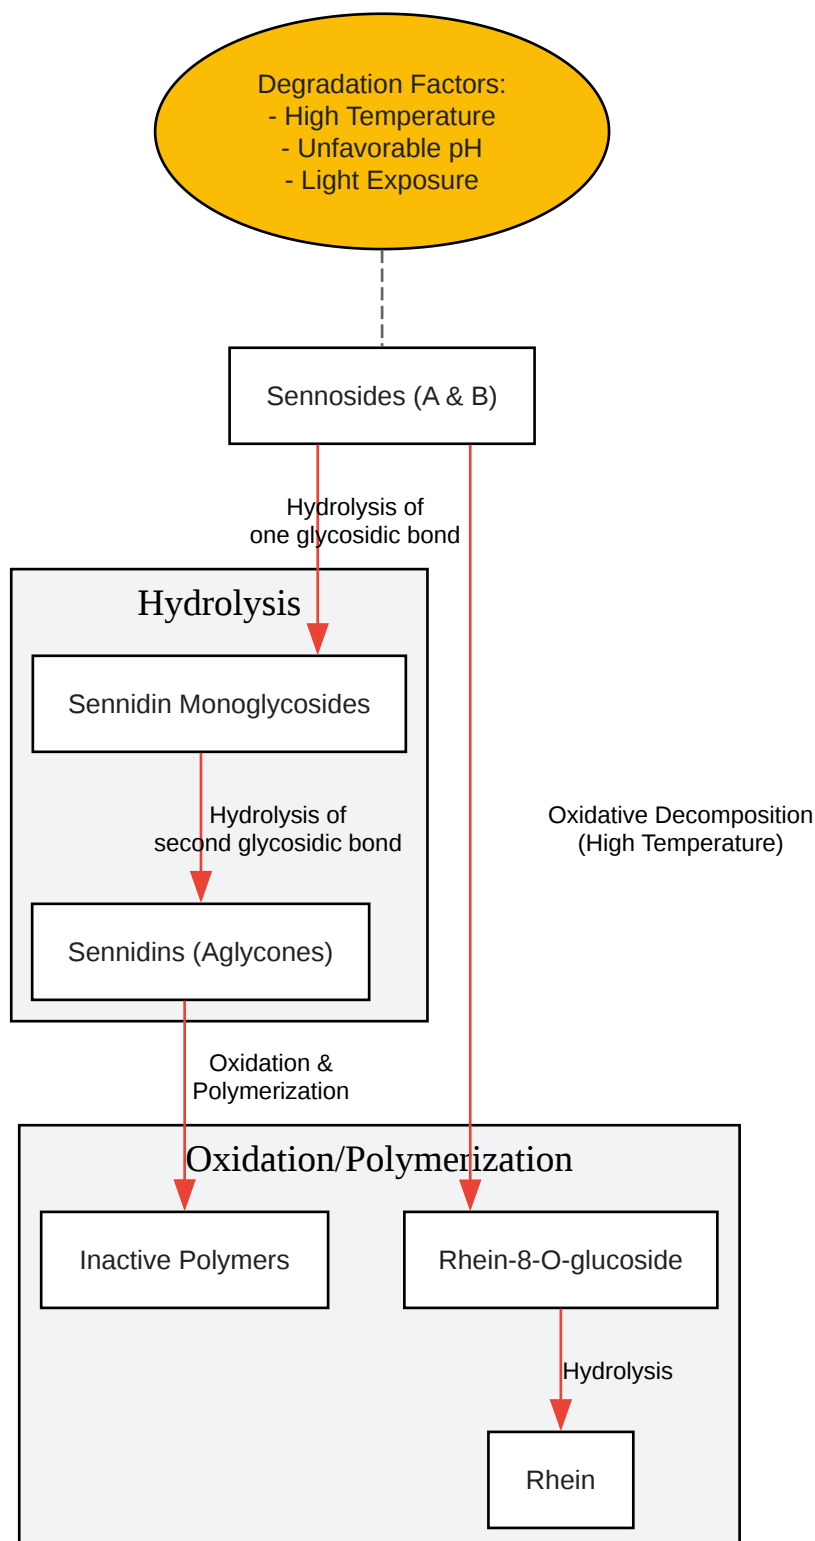 Degradation Factors:
- High Temperature
- Unfavorable pH
- Light Exposure
Sennosides (A & B)
Hydrolysis of
one glycosidic bond
Hydrolysis
Sennidin Monoglycosides
Hydrolysis of
second glycosidic bond
Oxidative Decomposition
(High Temperature)
Sennidins (Aglycones)
Oxidation &
Polymerization
Oxidation/Polymerization
Inactive Polymers
Rhein-8-O-glucoside
Hydrolysis
Rhein